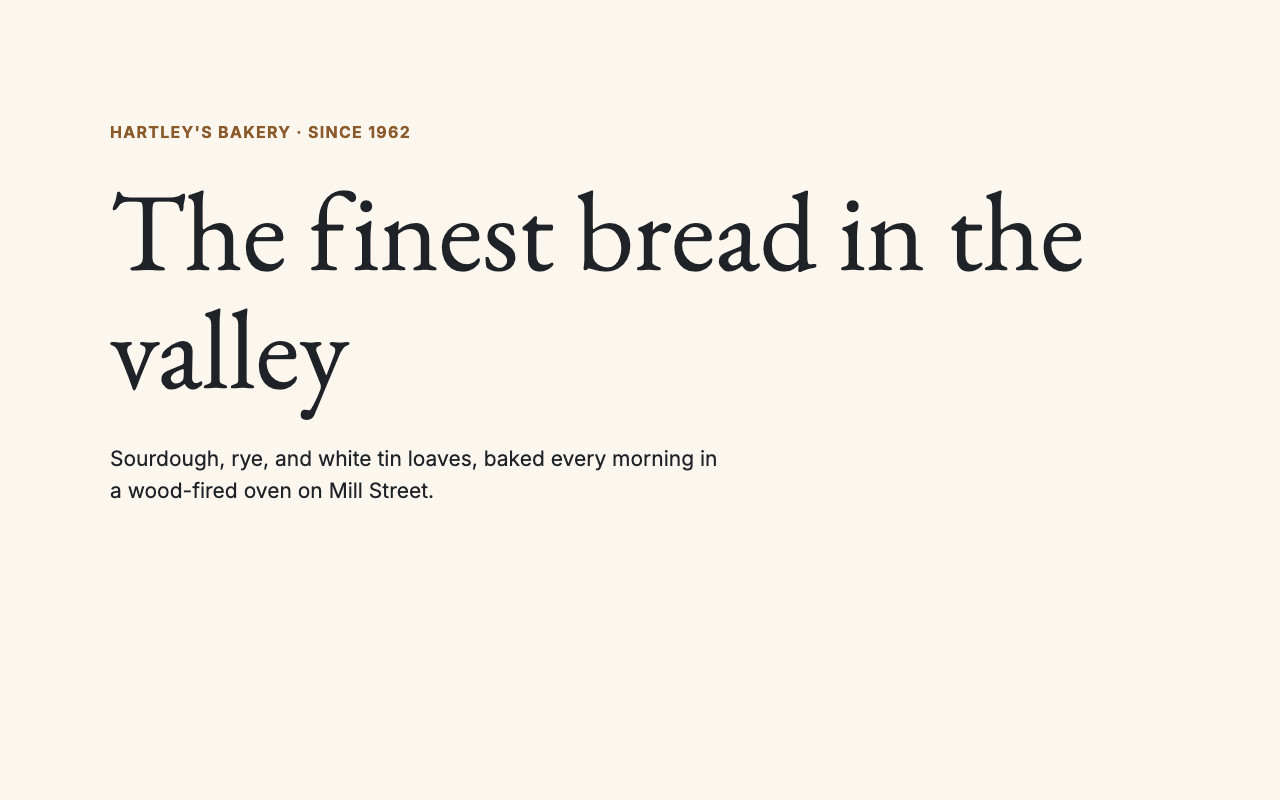 HARTLEY'S BAKERY · SINCE 1962
The finest bread in the
valley
Sourdough, rye, and white tin loaves, baked every morning in
a wood-fired oven on Mill Street.